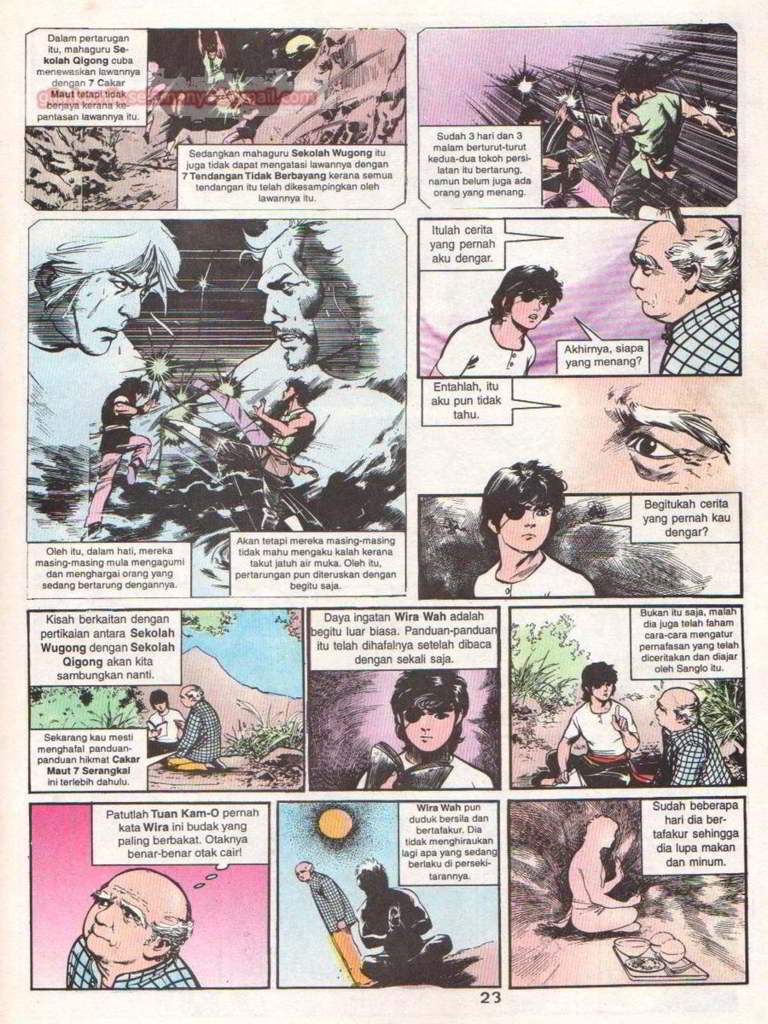 Dalam pertarungan
itu, mahaguru Se-
kolah Qigong cuba
menewaskan lawannya
dengan 7 Cakar
Maut tetapi tidak
berjaya kerana ke-
pantasan lawannya itu.
Sedangkan mahaguru Sekolah Wugong itu
juga tidak dapat mengatasi lawannya dengan
7 Tendangan Tidak Berbayang kerana semua
tendangan itu telah dikesampingkan oleh
lawannya itu.
Sudah 3 hari dan 3
malam berturut-turut
kedua-dua tokoh persi-
latan itu bertarung,
namun belum juga ada
orang yang menang.
Oleh itu, dalam hati, mereka
masing-masing mula mengagumi
dan menghargai orang yang
sedang bertarung dengannya.
Akan tetapi mereka masing-masing
tidak mahu mengaku kalah kerana
takut jatuh air muka. Oleh itu,
pertarungan pun diteruskan dengan
begitu saja.
Itulah cerita
yang pernah
aku dengar.
Akhirnya, siapa
yang menang?
Entahlah, itu
aku pun tidak
tahu.
Begitukah cerita
yang pernah kau
dengar?
Kisah berkaitan dengan
pertikaian antara Sekolah
Wugong dengan Sekolah
Qigong akan kita
sambungkan nanti.
Sekarang kau mesti
menghafal panduan-
panduan hikmat Cakar
Maut 7 Serangkai
ini terlebih dahulu.
Daya ingatan Wira Wah adalah
begitu luar biasa. Panduan-panduan
itu telah dihafalnya setelah dibaca
dengan sekali saja.
Bukan itu saja, malah
dia juga telah faham
cara-cara mengatur
pernafasan yang telah
diceritakan dan diajar
oleh Sanglo itu.
Patutlah Tuan Kam-O pernah
kata Wira ini budak yang
paling berbakat. Otaknya
benar-benar otak cair!
Wira Wah pun
duduk bersila dan
bertafakur. Dia
tidak menghiraukan
lagi apa yang sedang
berlaku di perseki-
tarannya.
Sudah beberapa
hari dia ber-
tafakur sehingga
dia lupa makan
dan minum.
23